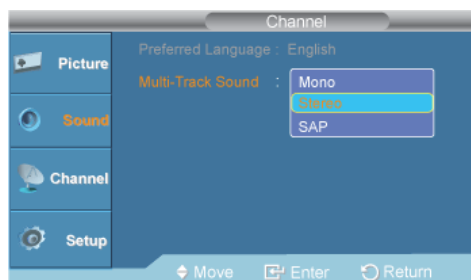 Channel
Picture
Sound
Channel
Setup
Preferred Language : English
Multi-Track Sound : Mono
Stereo
SAP
Move Enter Return